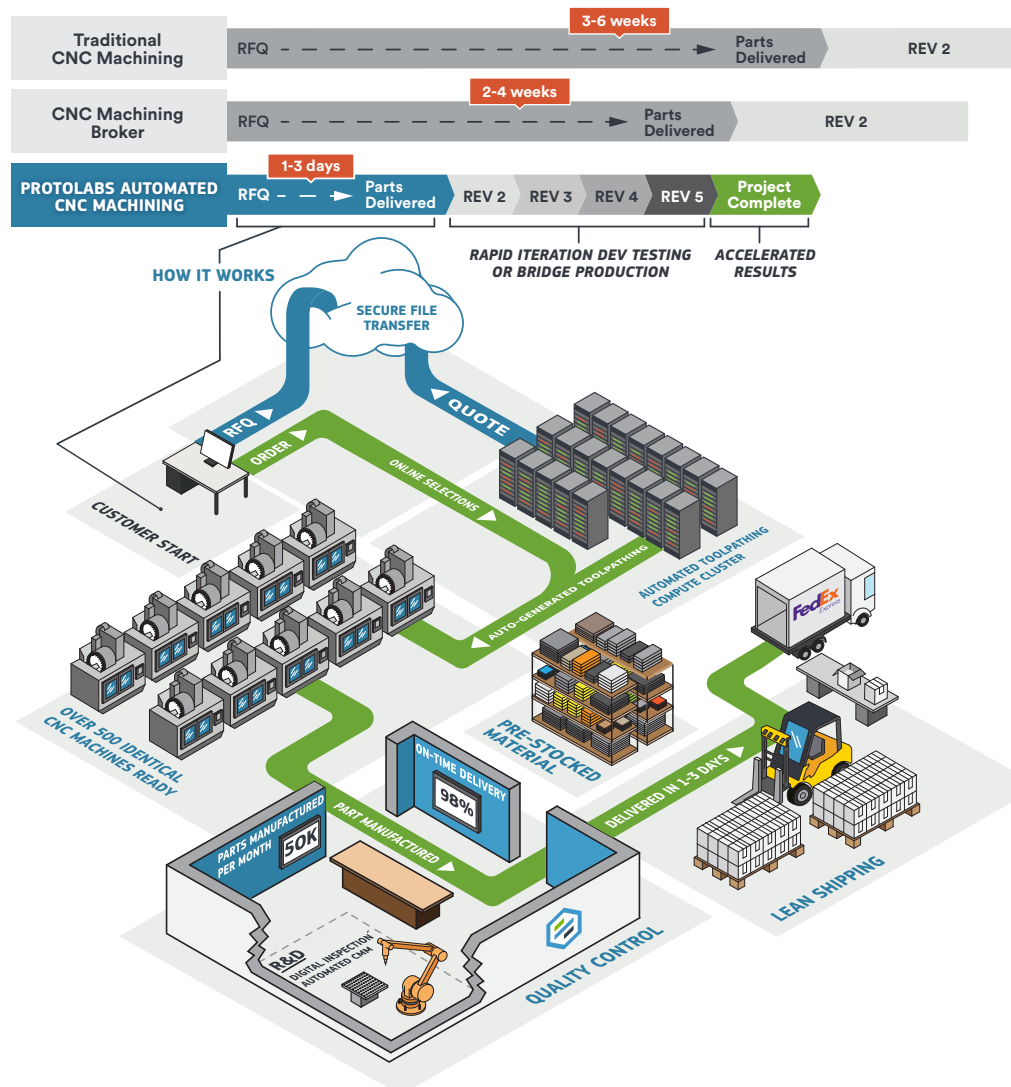 3-6 weeks
Traditional
CNC Machining
RFQ
Parts
Delivered
REV 2
2-4 weeks
CNC Machining
Broker
RFQ
Parts
Delivered
REV 2
1-3 days
PROTOLABS AUTOMATED
CNC MACHINING
RFQ
Parts
Delivered
REV 2
REV 3
REV 4
REV 5
Project
Complete
RAPID ITERATION DEV TESTING
OR BRIDGE PRODUCTION
ACCELERATED
RESULTS
HOW IT WORKS
SECURE FILE
TRANSFER
RFQ
QUOTE
ORDER
ONLINE SELECTIONS
CUSTOMER START
AUTOMATED TOOLPATHING
COMPUTE CLUSTER
AUTO-GENERATED TOOLPATHING
FedEx
Express
OVER 500 IDENTICAL
CNC MACHINES READY
PRE-STOCKED
MATERIAL
ON-TIME DELIVERY
98%
DELIVERED IN 1-3 DAYS
PART MANUFACTURED
PARTS MANUFACTURED
PER MONTH
50K
LEAN SHIPPING
R&D
DIGITAL INSPECTION
AUTOMATED CMM
QUALITY CONTROL